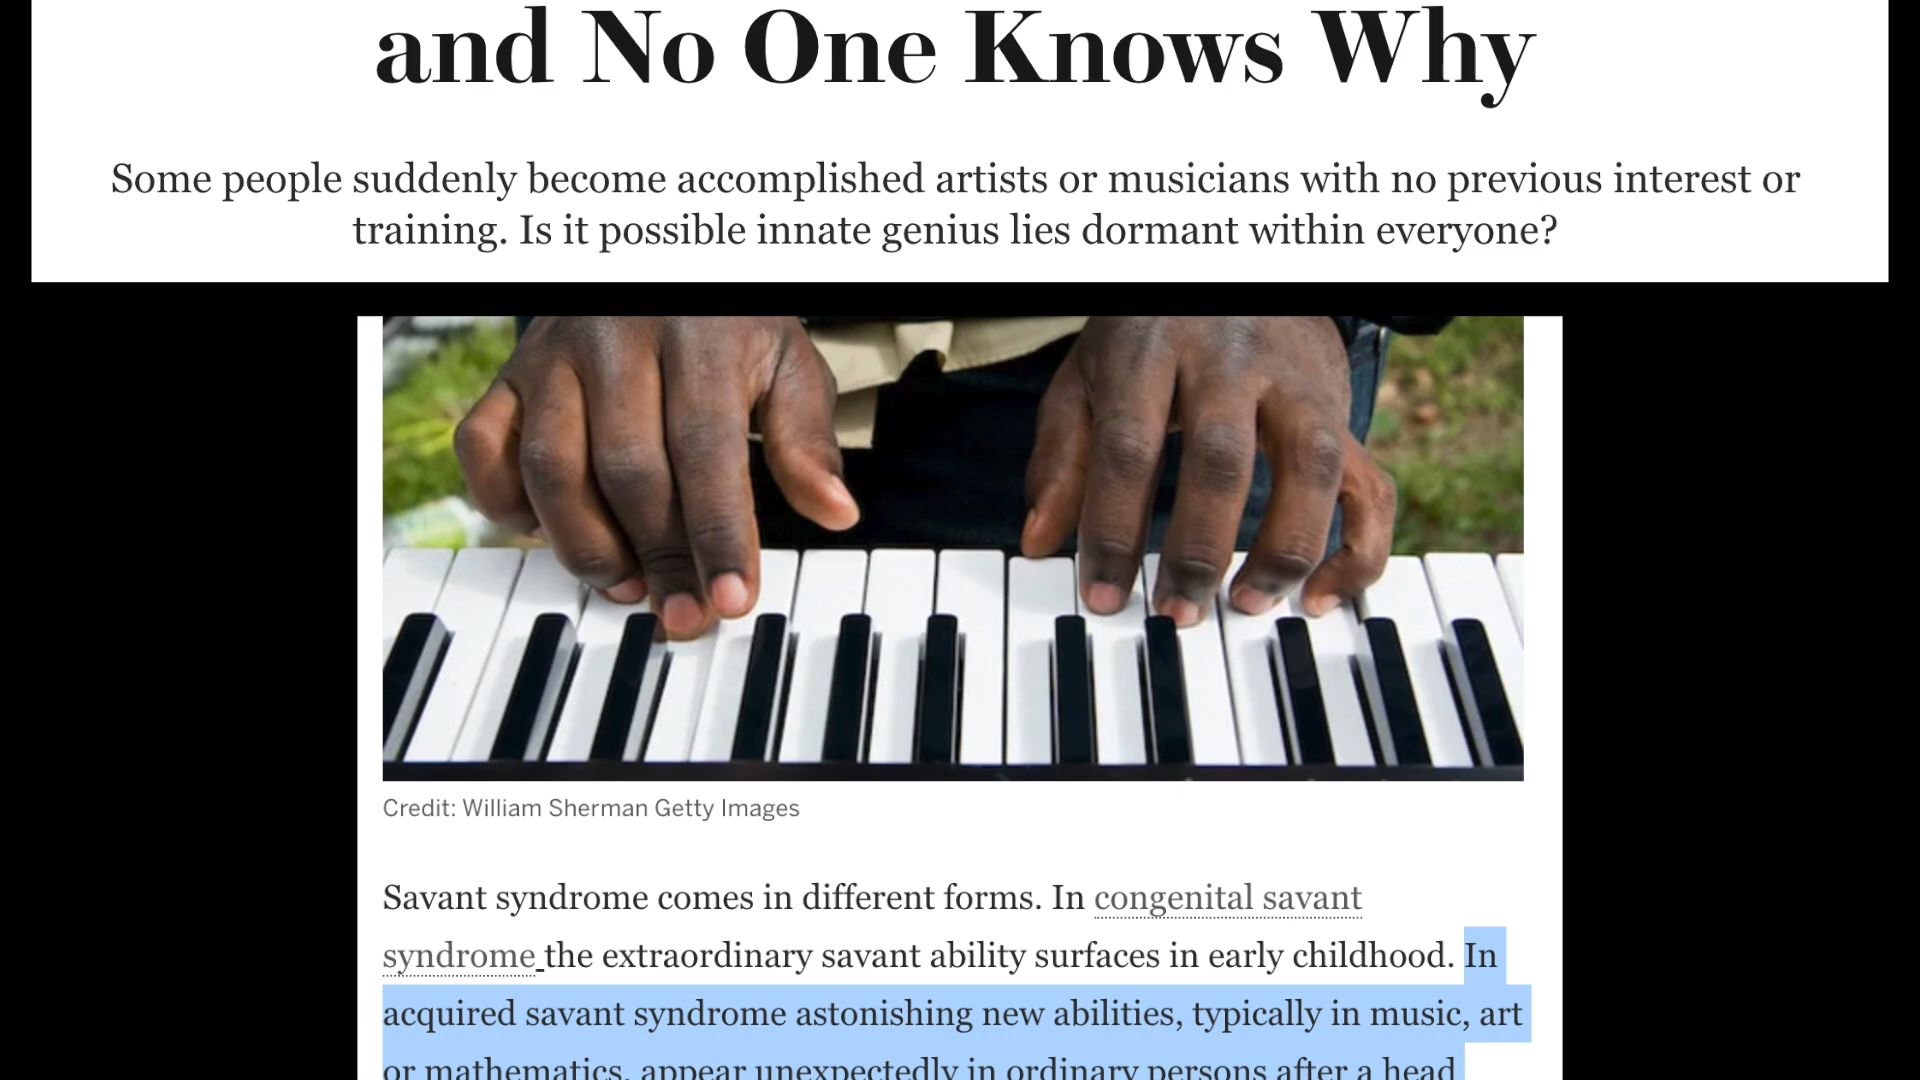 and No One Knows Why
Some people suddenly become accomplished artists or musicians with no previous interest or
training. Is it possible innate genius lies dormant within everyone?
Credit: William Sherman Getty Images
Savant syndrome comes in different forms. In congenital savant
syndrome the extraordinary savant ability surfaces in early childhood. In
acquired savant syndrome astonishing new abilities, typically in music, art
or mathematics, appear unexpectedly in ordinary persons after a head